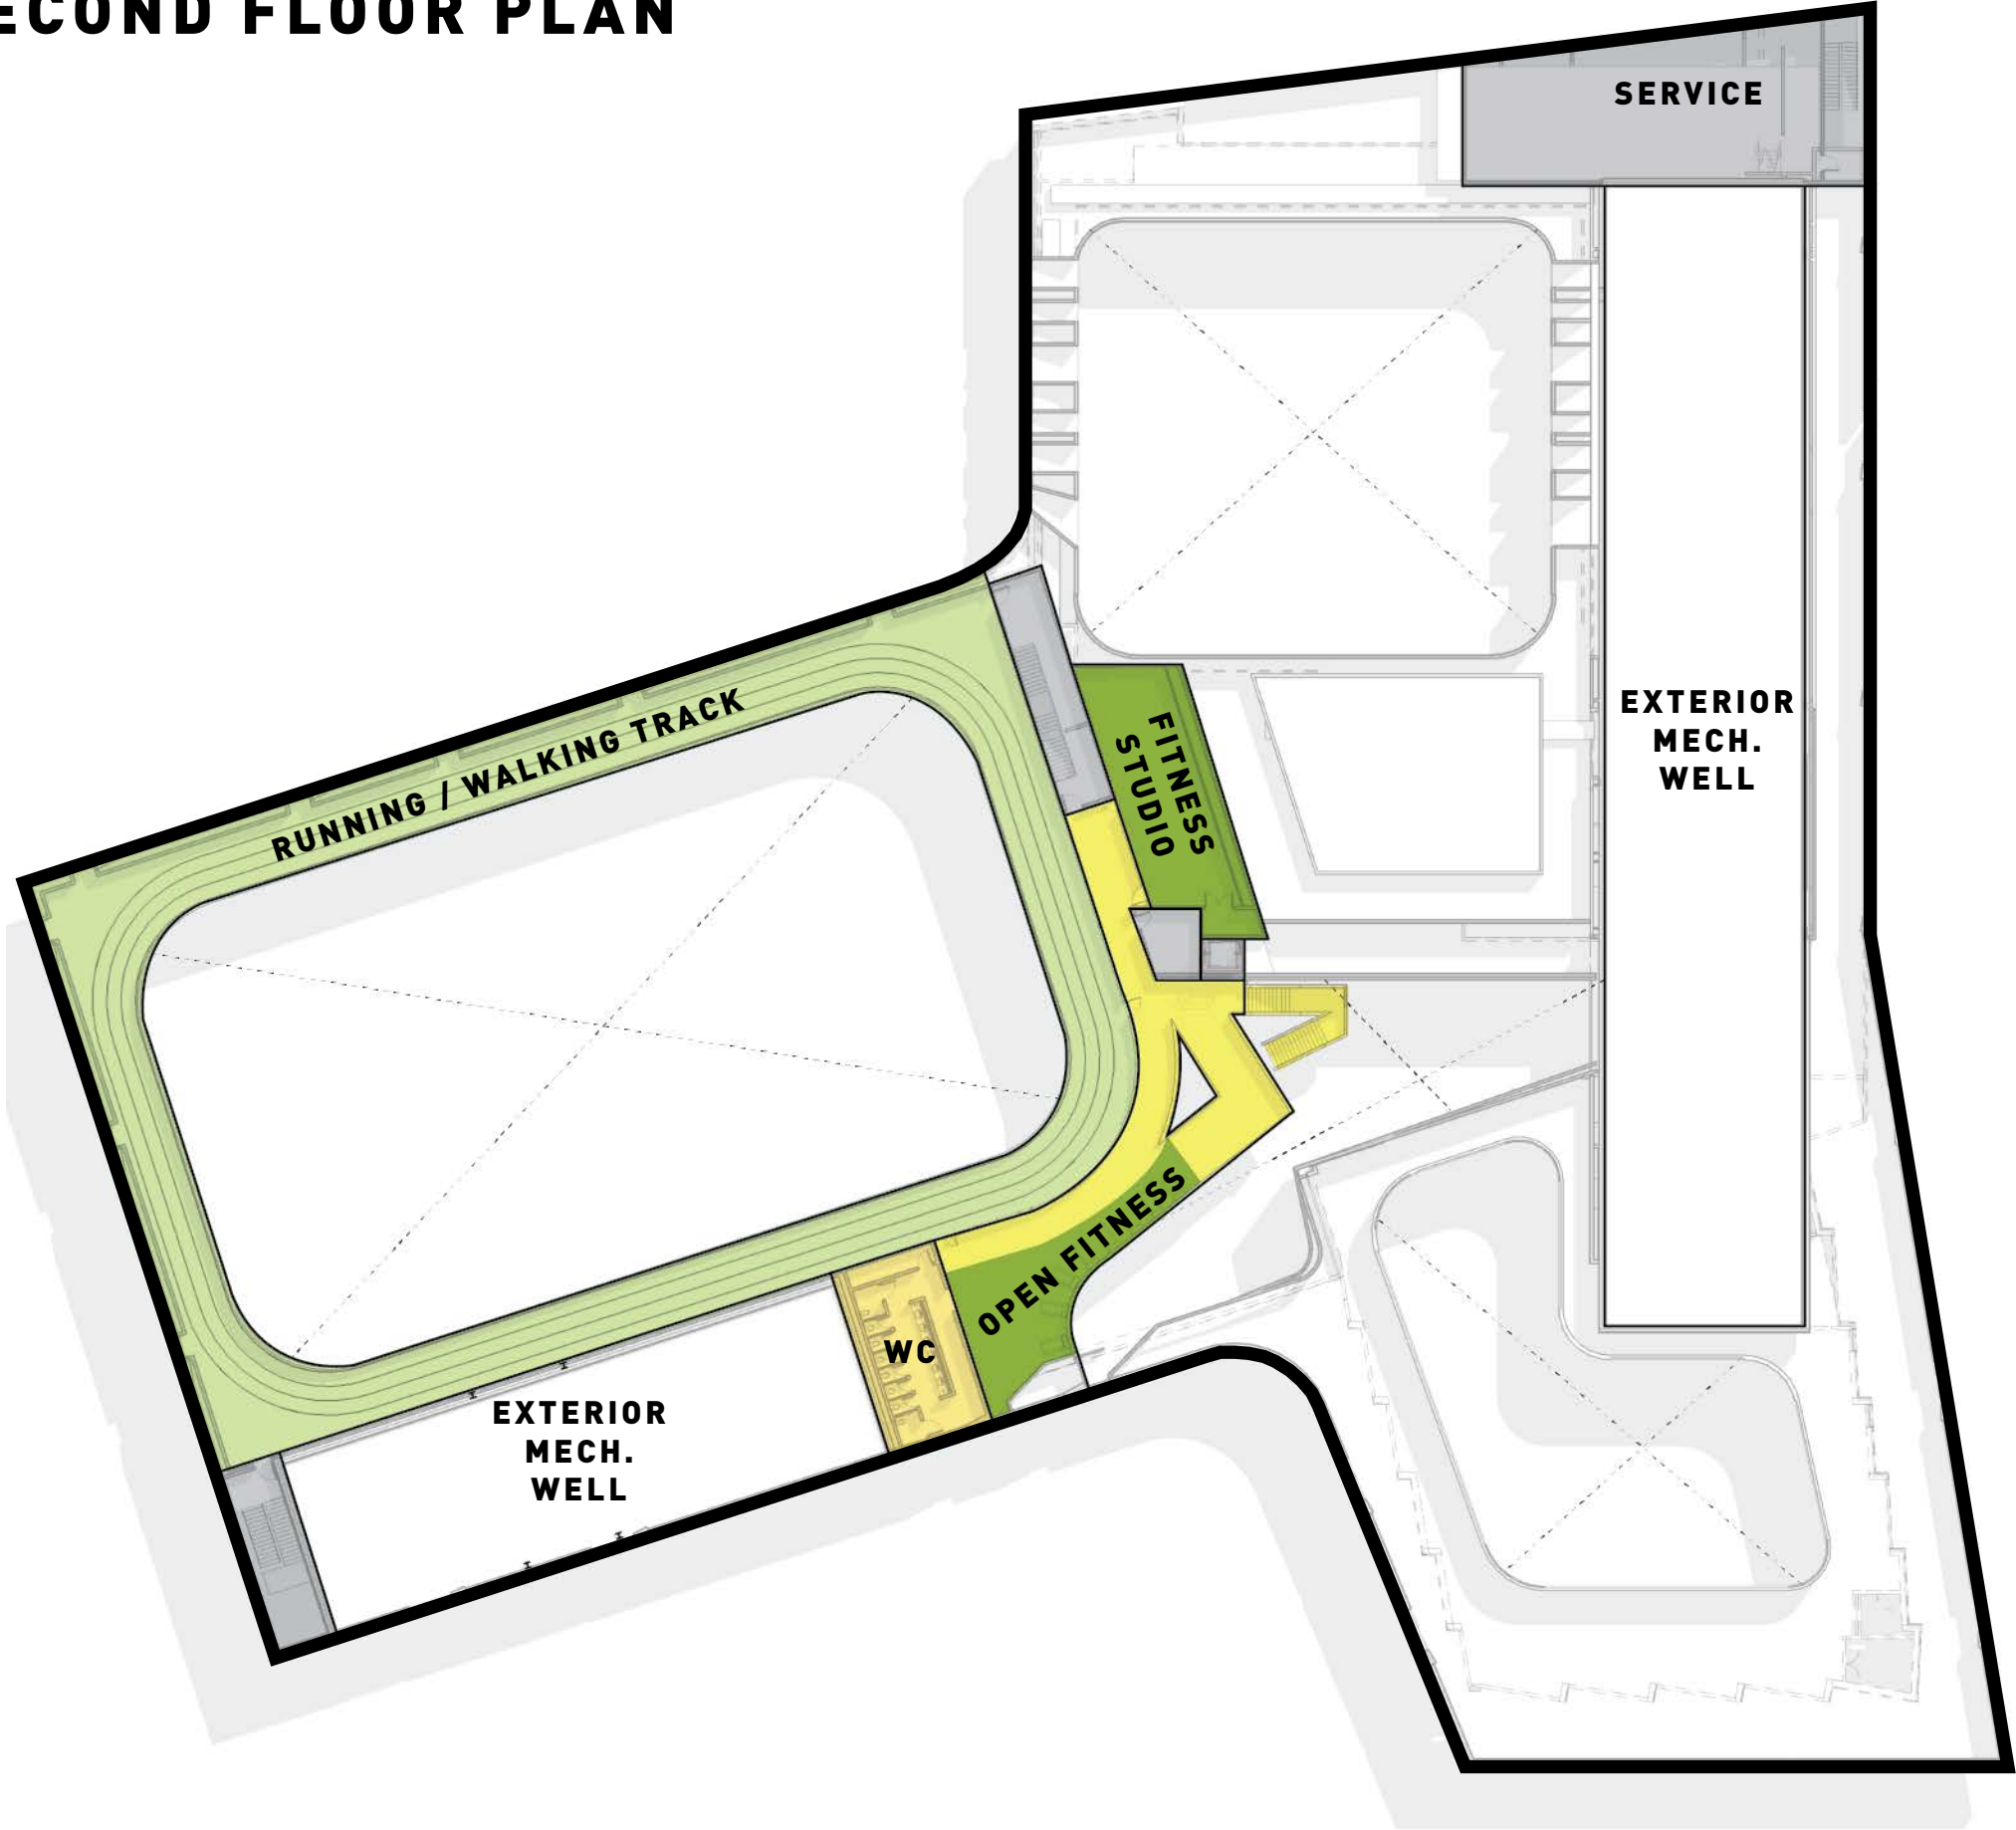 ECOND FLOOR PLAN
SERVICE
EXTERIOR
MECH.
WELL
RUNNING / WALKING TRACK
FITNESS
STUDIO
OPEN FITNESS
WC
EXTERIOR
MECH.
WELL